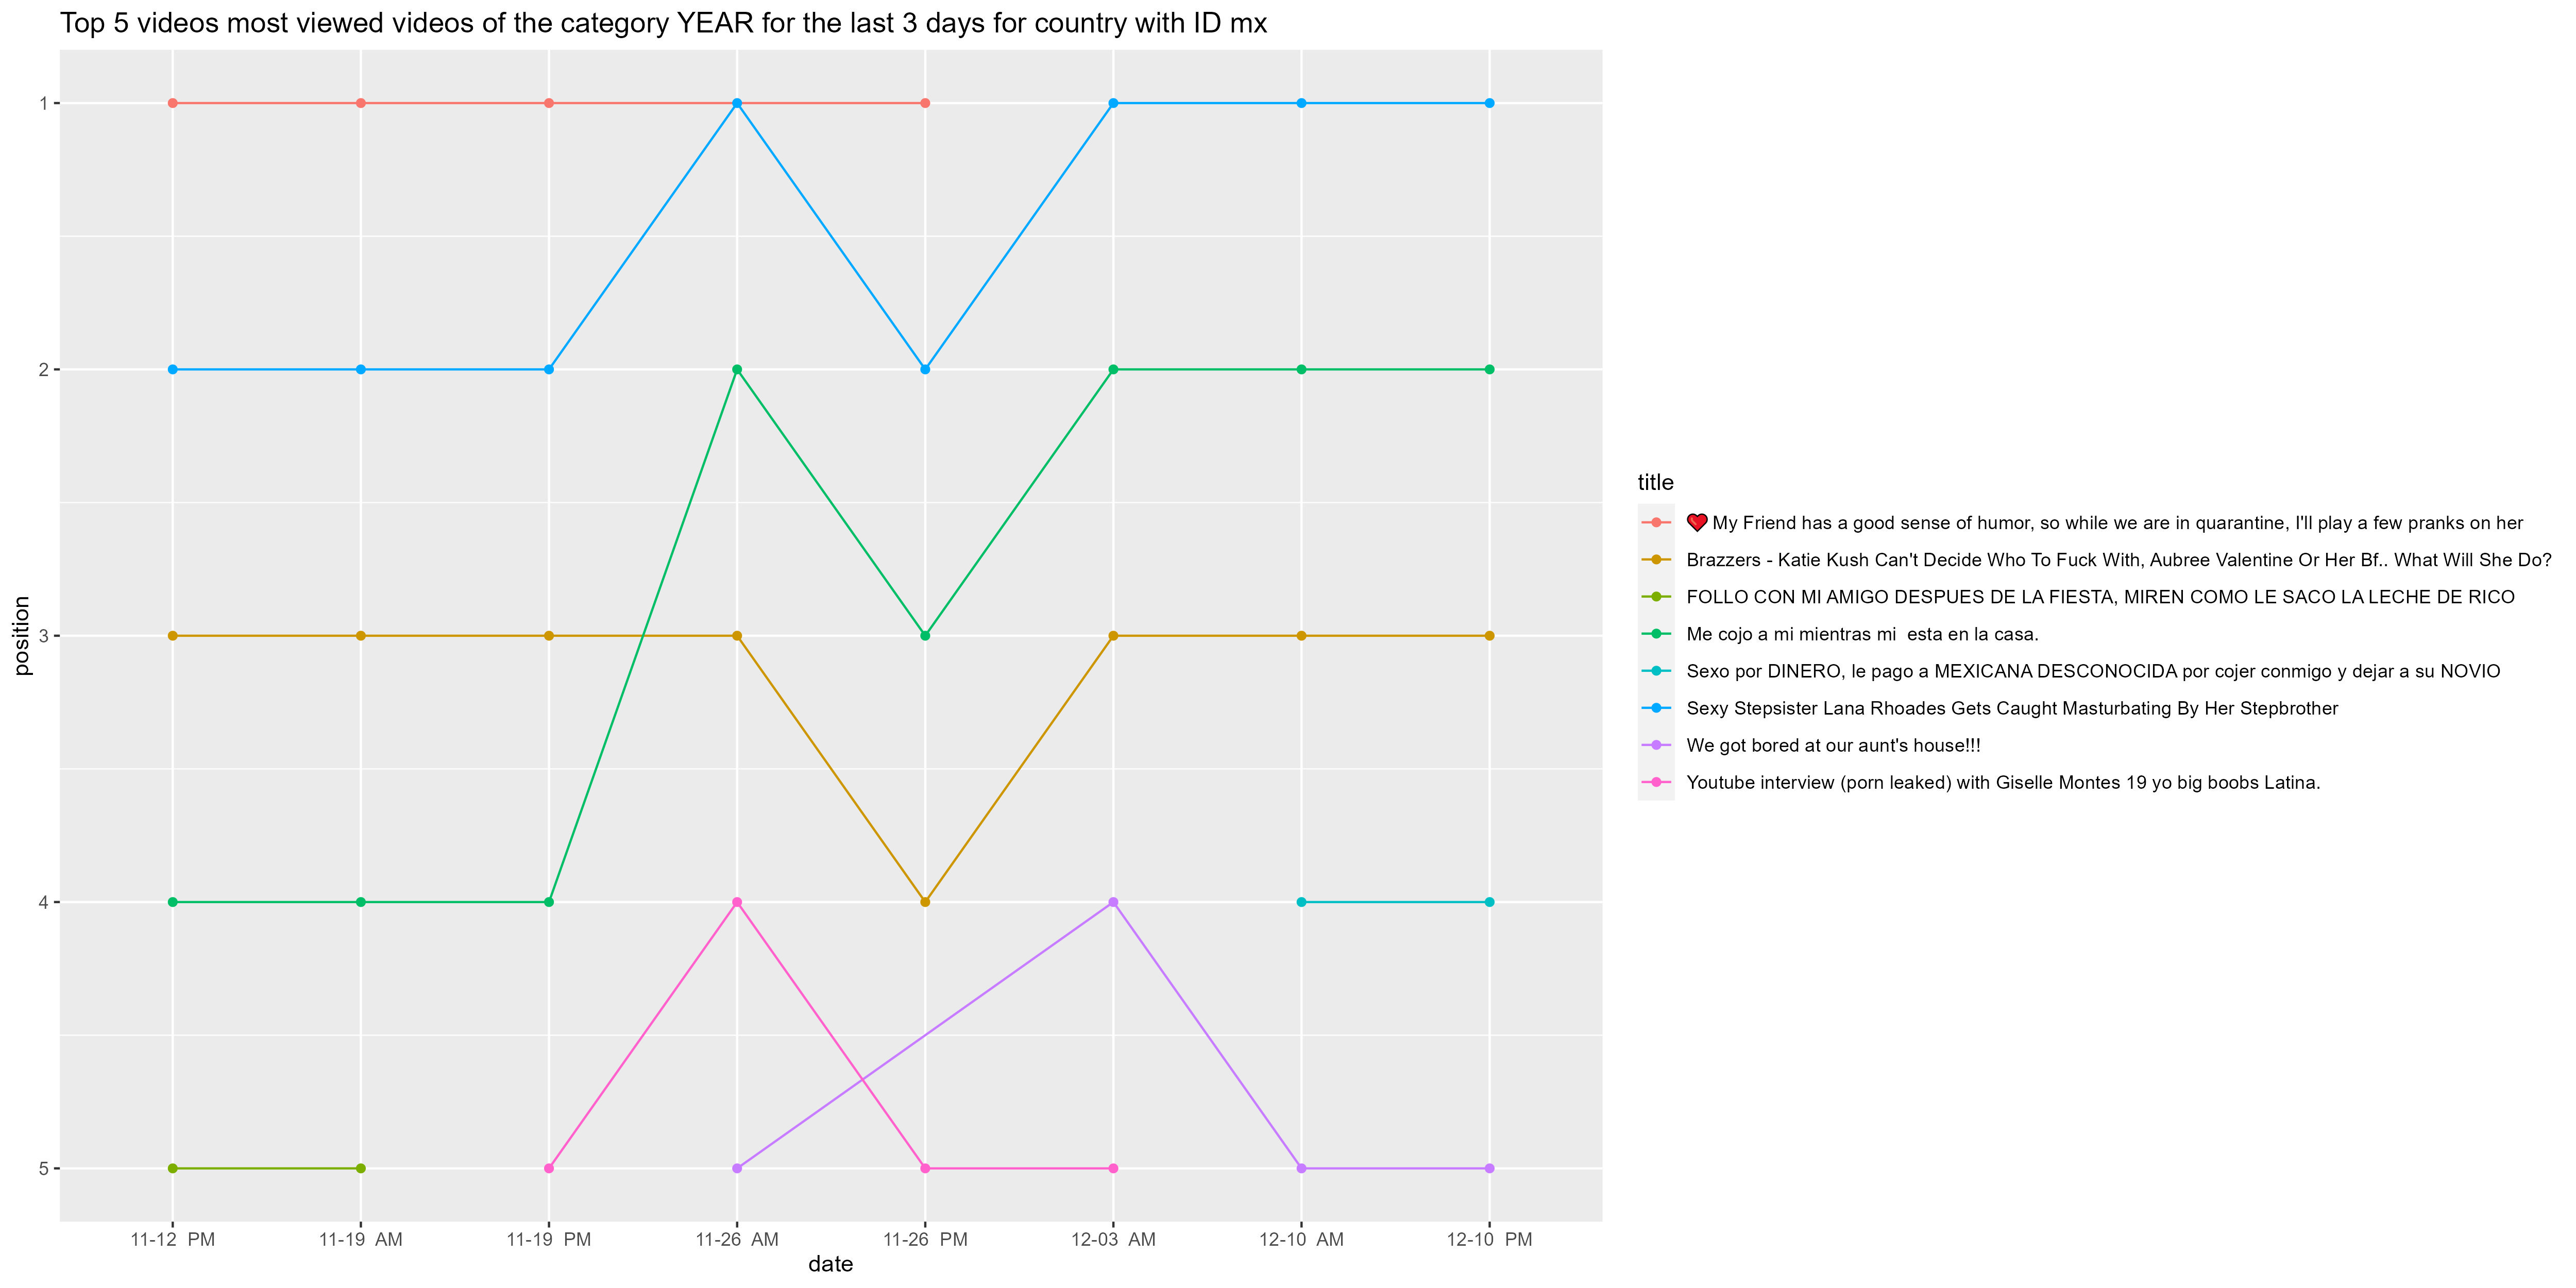 Top 5 videos most viewed videos of the category YEAR for the last 3 days for country with ID mx
position
1
2
3
4
5
11-12 PM
11-19 AM
11-19 PM
11-26 AM
11-26 PM
12-03 AM
12-10 AM
12-10 PM
date
title
❤️ My Friend has a good sense of humor, so while we are in quarantine, I'll play a few pranks on her
Brazzers - Katie Kush Can't Decide Who To Fuck With, Aubree Valentine Or Her Bf.. What Will She Do?
FOLLO CON MI AMIGO DESPUES DE LA FIESTA, MIREN COMO LE SACO LA LECHE DE RICO
Me cojo a mi mientras mi  esta en la casa.
Sexo por DINERO, le pago a MEXICANA DESCONOCIDA por cojer conmigo y dejar a su NOVIO
Sexy Stepsister Lana Rhoades Gets Caught Masturbating By Her Stepbrother
We got bored at our aunt's house!!!
Youtube interview (porn leaked) with Giselle Montes 19 yo big boobs Latina.